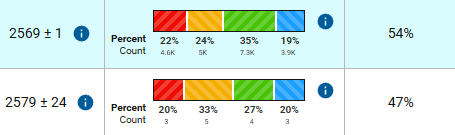 2569 ± 1
Percent 22% 24% 35% 19%
Count 4.6K 5K 7.3K 3.9K
54%
2579 ± 24
Percent 20% 33% 27% 20%
Count 3 5 4 3
47%